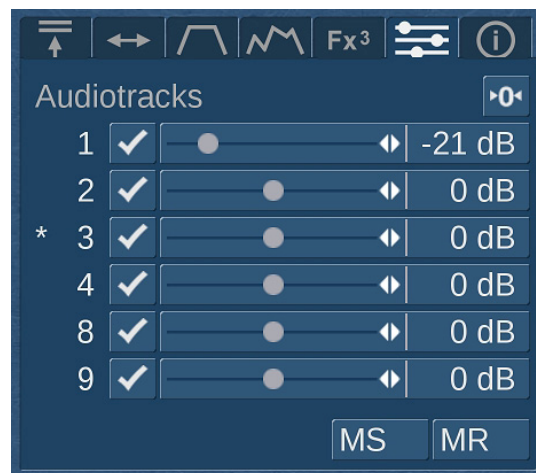 Fx³
Audiotracks ▸0◂
1 -21 dB
2 0 dB
* 3 0 dB
4 0 dB
8 0 dB
9 0 dB
MS MR